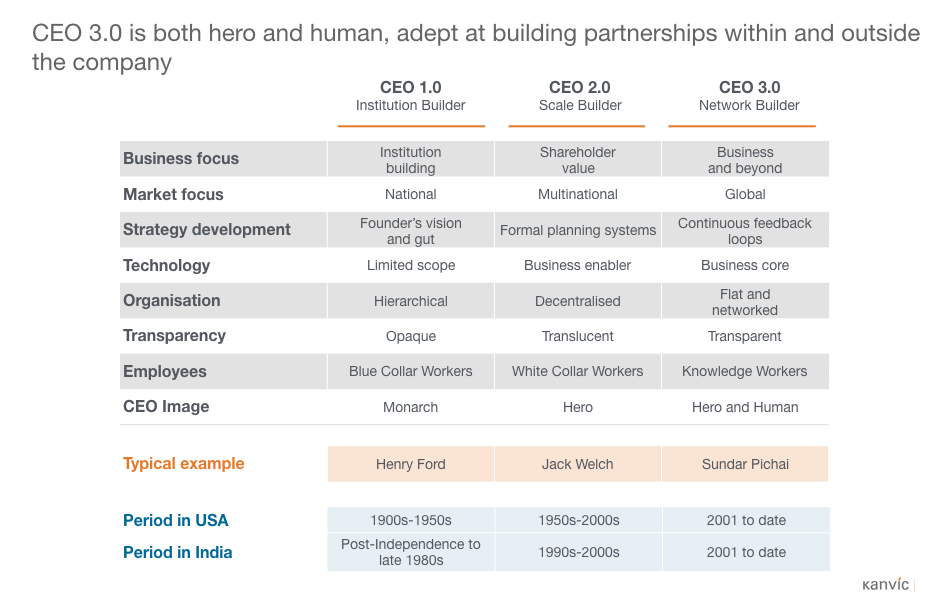 CEO 3.0 is both hero and human, adept at building partnerships within and outside
the company
CEO 1.0 CEO 2.0 CEO 3.0
Institution Builder Scale Builder Network Builder
Business focus Institution building Shareholder value Business and beyond
Market focus National Multinational Global
Strategy development Founder’s vision and gut Formal planning systems Continuous feedback loops
Technology Limited scope Business enabler Business core
Organisation Hierarchical Decentralised Flat and networked
Transparency Opaque Translucent Transparent
Employees Blue Collar Workers White Collar Workers Knowledge Workers
CEO Image Monarch Hero Hero and Human
Typical example Henry Ford Jack Welch Sundar Pichai
Period in USA 1900s-1950s 1950s-2000s 2001 to date
Period in India Post-Independence to late 1980s 1990s-2000s 2001 to date
kanvic